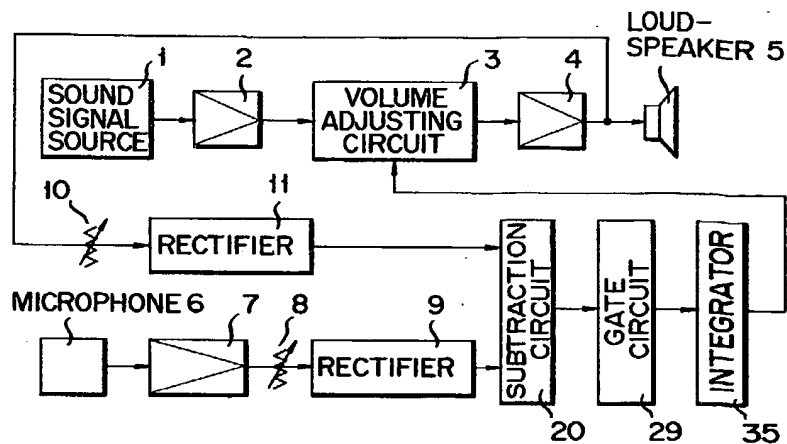 LOUD-
SPEAKER 5
1
2
3
4
SOUND
SIGNAL
SOURCE
VOLUME
ADJUSTING
CIRCUIT
10
11
RECTIFIER
MICROPHONE 6
7
8
9
RECTIFIER
SUBTRACTION
CIRCUIT
GATE
CIRCUIT
INTEGRATOR
20
29
35